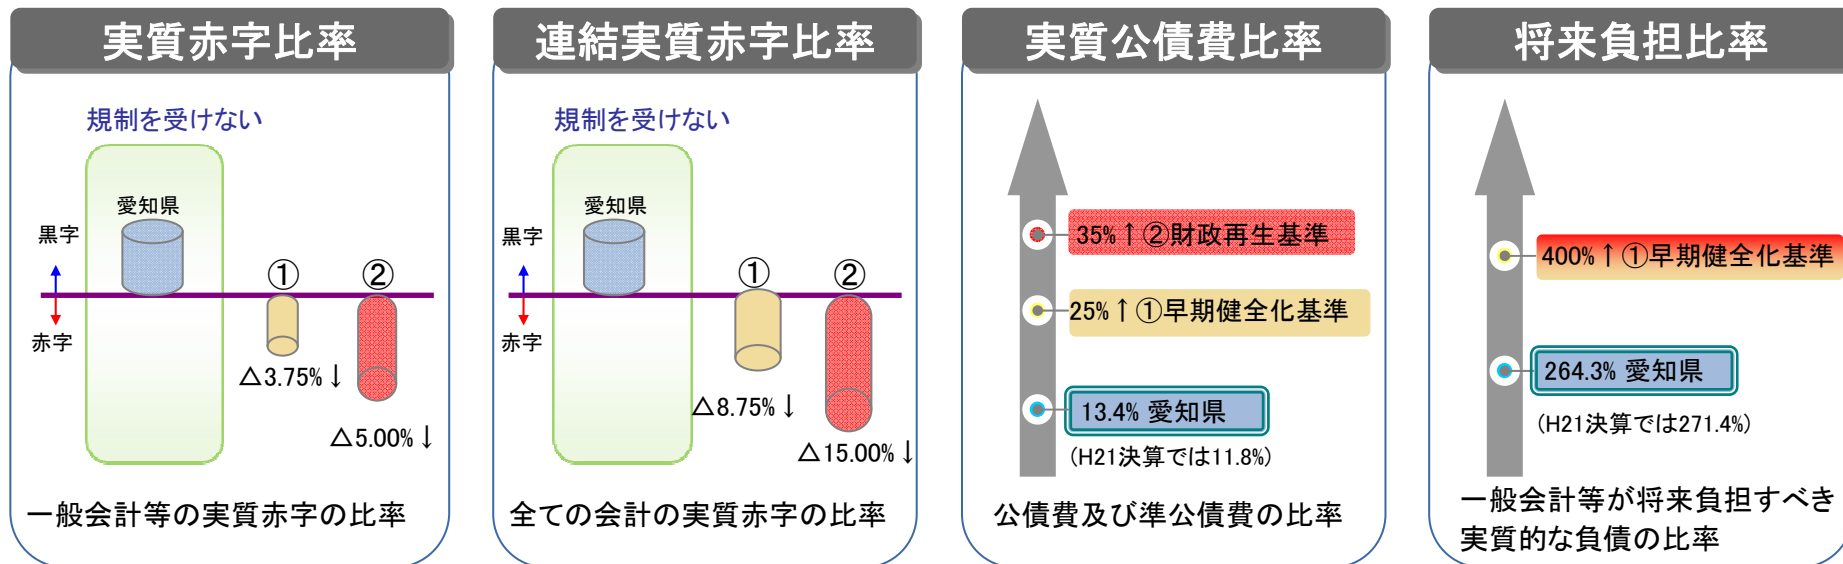 実質赤字比率
規制を受けない
愛知県
黒字
赤字
①
②
△3.75%↓
△5.00%↓
一般会計等の実質赤字の比率
連結実質赤字比率
規制を受けない
愛知県
黒字
赤字
①
②
△8.75%↓
△15.00%↓
全ての会計の実質赤字の比率
実質公債費比率
35%↑②財政再生基準
25%↑①早期健全化基準
13.4% 愛知県
(H21決算では11.8%)
公債費及び準公債費の比率
将来負担比率
400%↑①早期健全化基準
264.3% 愛知県
(H21決算では271.4%)
一般会計等が将来負担すべき
実質的な負債の比率